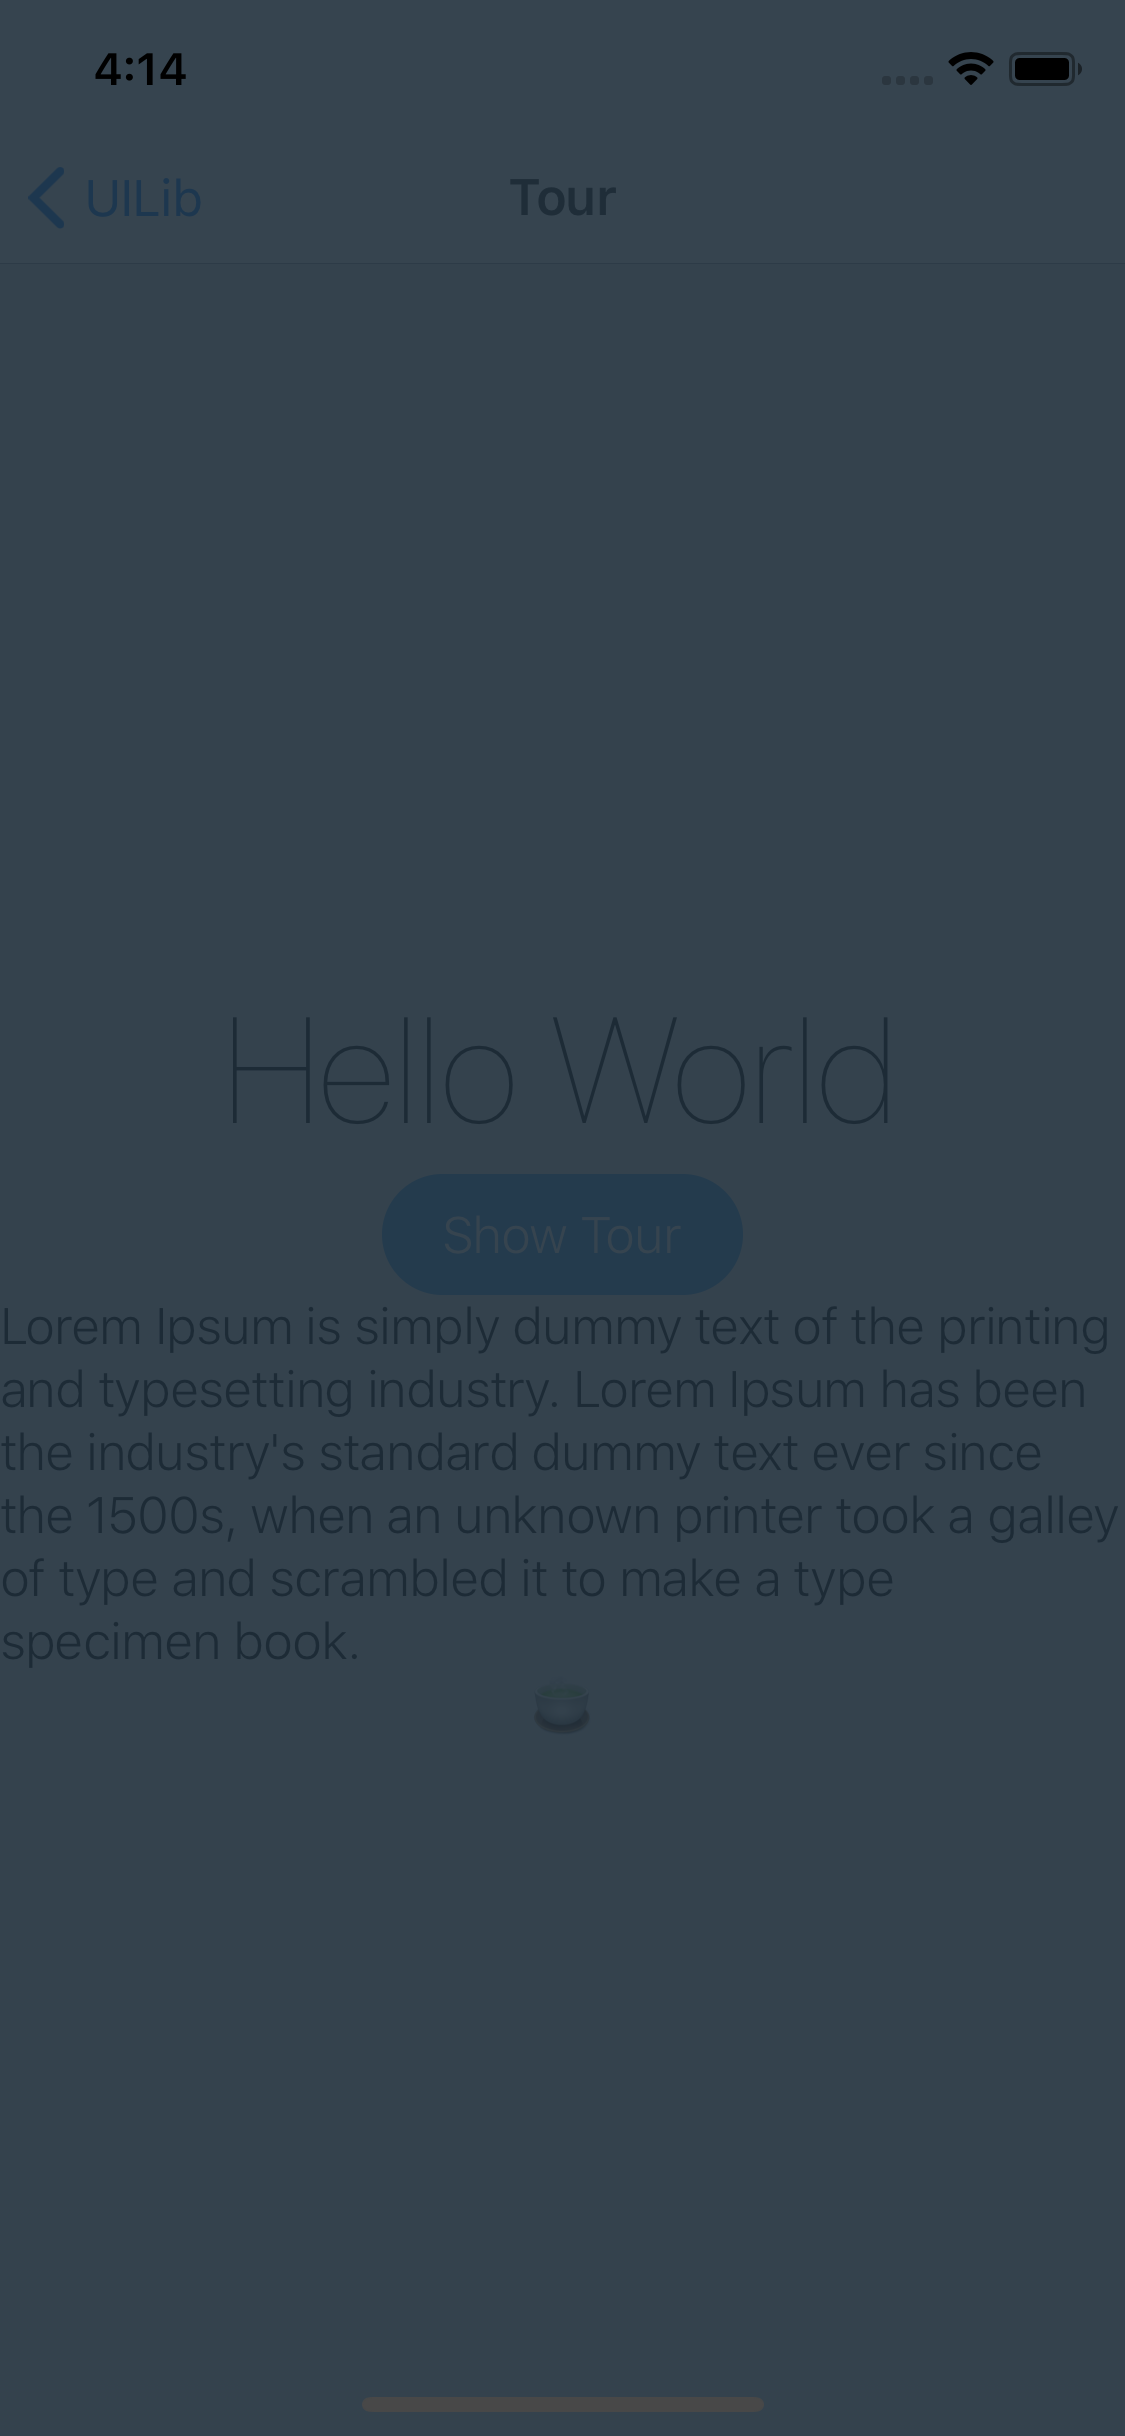 4:14
UILib
Tour
Hello World
Show Tour
Lorem Ipsum is simply dummy text of the printing
and typesetting industry. Lorem Ipsum has been
the industry's standard dummy text ever since
the 1500s, when an unknown printer took a galley
of type and scrambled it to make a type
specimen book.
🍵